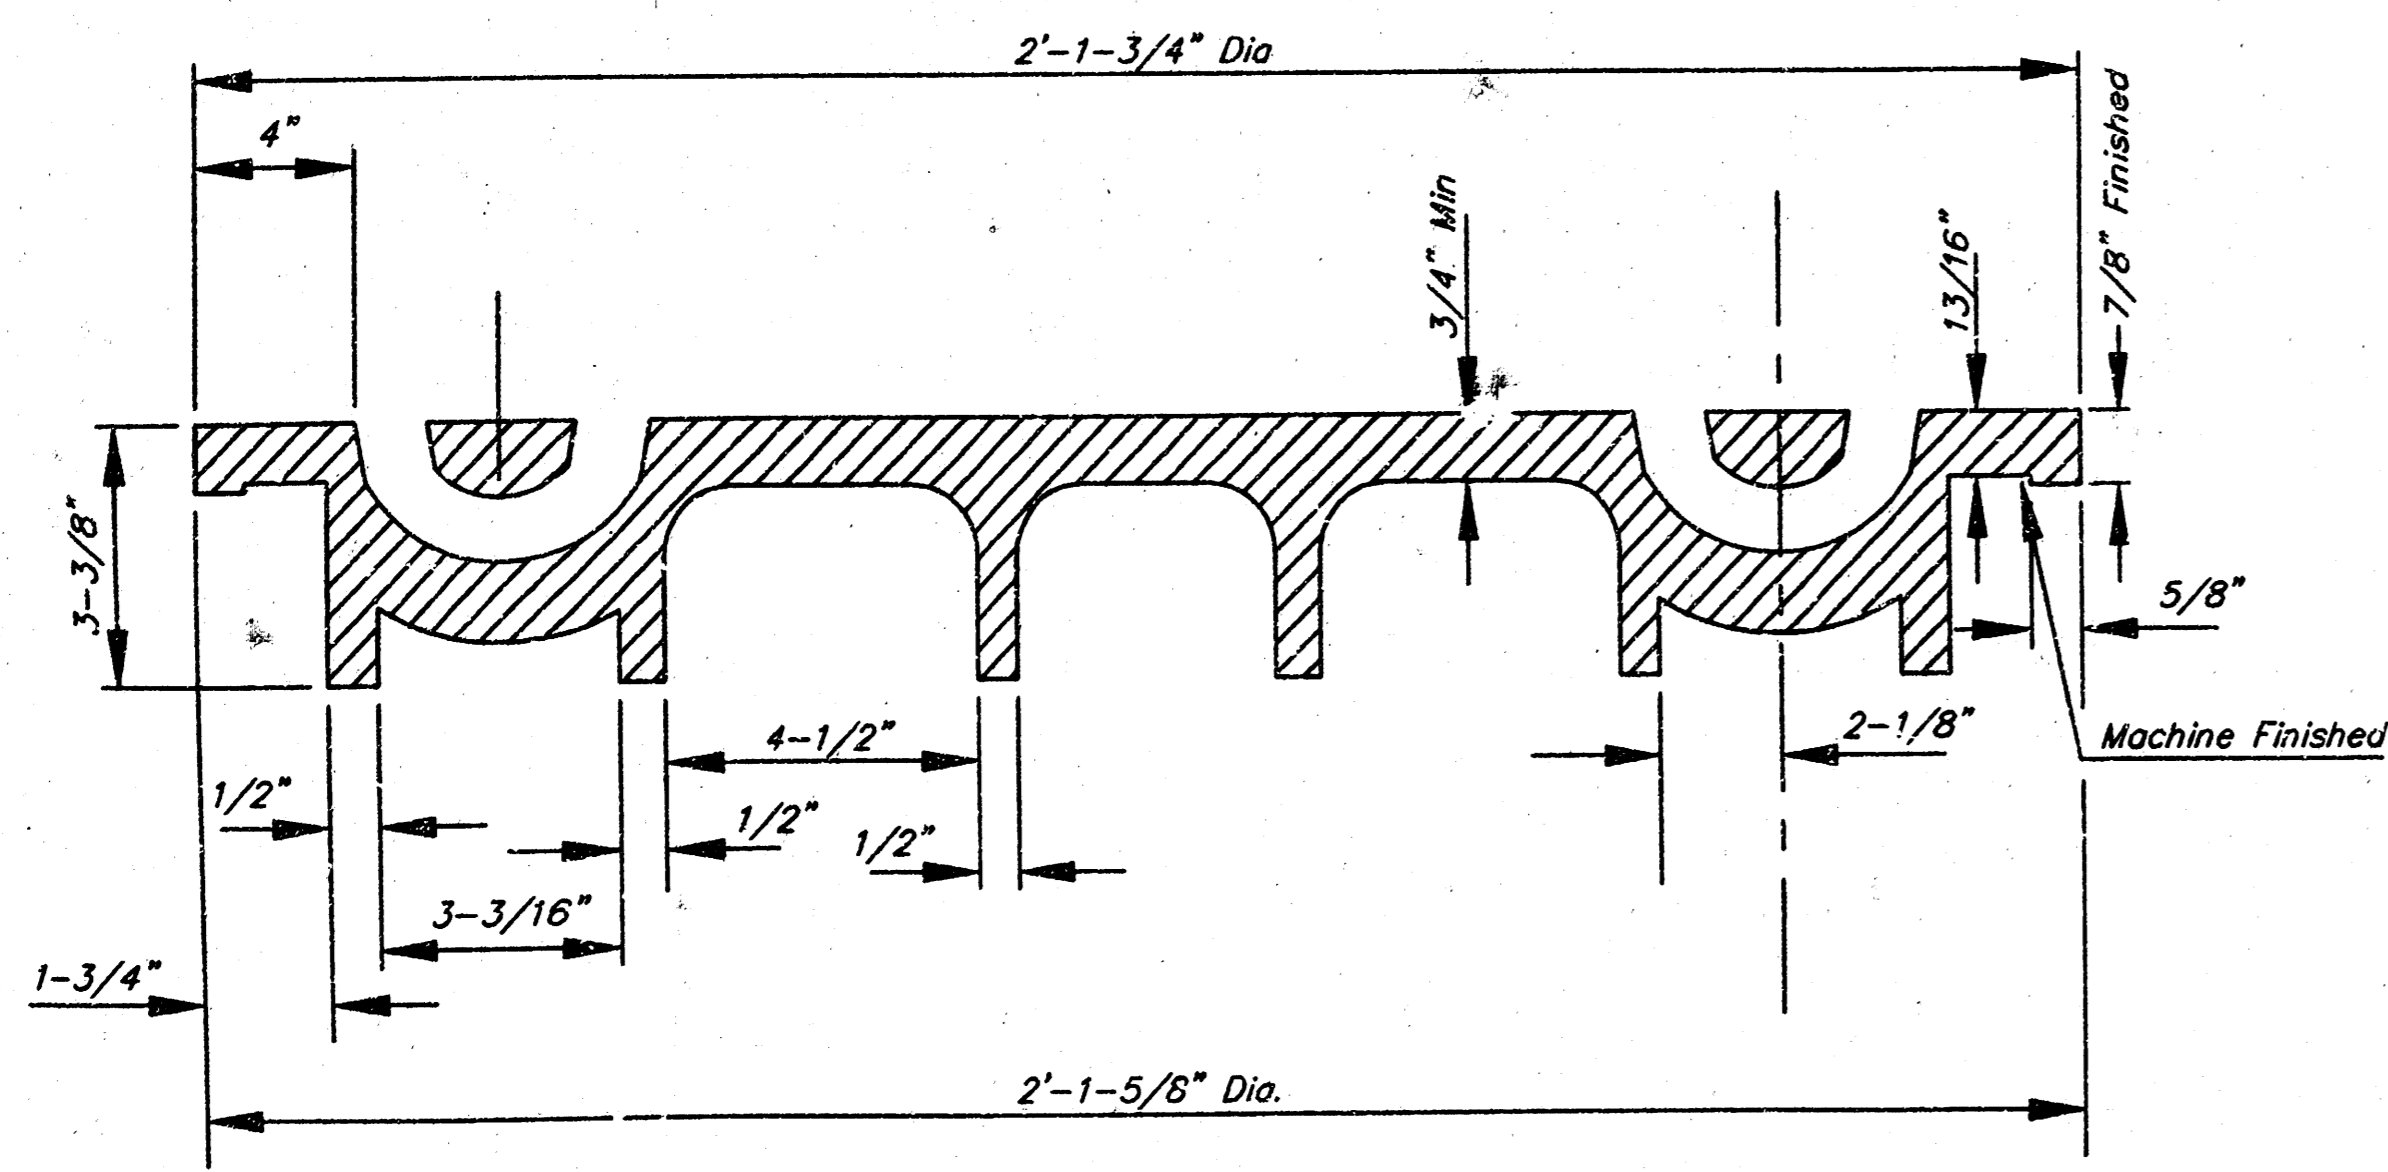 2'-1-3/4" Dia
4"
3/4" Min
13/16"
7/8" Finished
3-3/8"
5/8"
2-1/8"
Machine Finished
4-1/2"
1/2"
1/2"
1/2"
3-3/16"
1-3/4"
2'-1-5/8" Dia.